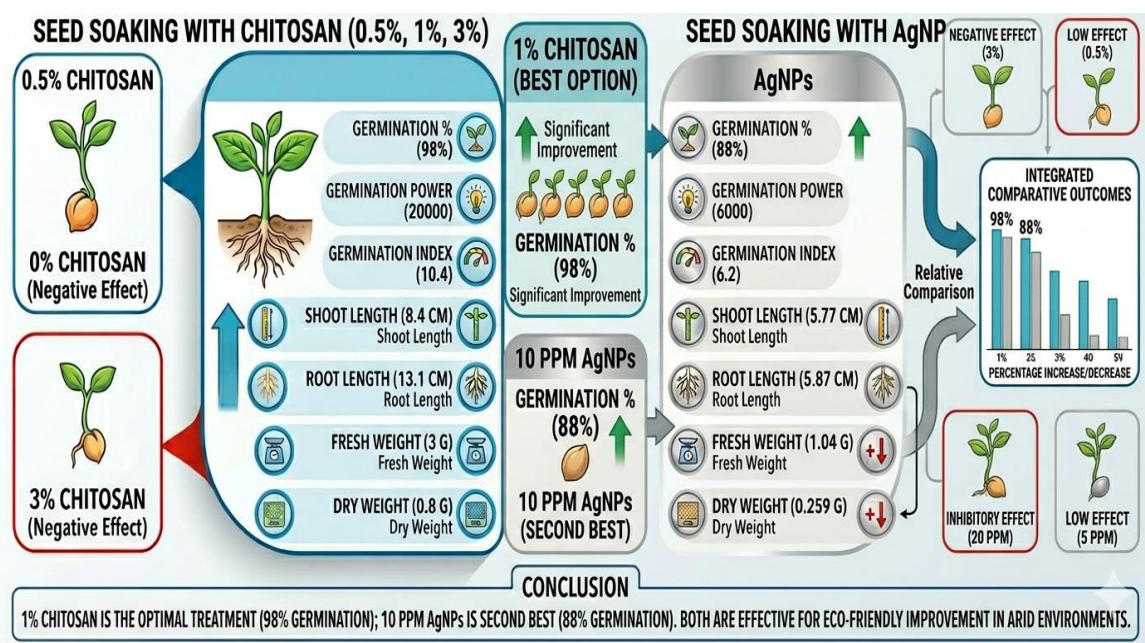 SEED SOAKING WITH CHITOSAN (0.5%, 1%, 3%)
0.5% CHITOSAN
0% CHITOSAN
(Negative Effect)
3% CHITOSAN
(Negative Effect)
GERMINATION %
(98%)
GERMINATION POWER
(20000)
GERMINATION INDEX
(10.4)
SHOOT LENGTH (8.4 CM)
Shoot Length
ROOT LENGTH (13.1 CM)
Root Length
FRESH WEIGHT (3 G)
Fresh Weight
DRY WEIGHT (0.8 G)
Dry Weight
1% CHITOSAN
(BEST OPTION)
Significant
Improvement
GERMINATION %
(98%)
Significant Improvement
10 PPM AgNPs
GERMINATION %
(88%)
10 PPM AgNPs
(SECOND BEST)
SEED SOAKING WITH AgNP
AgNPs
GERMINATION %
(88%)
GERMINATION POWER
(6000)
GERMINATION INDEX
(6.2)
SHOOT LENGTH (5.77 CM)
Shoot Length
ROOT LENGTH (5.87 CM)
Root Length
FRESH WEIGHT (1.04 G)
Fresh Weight
DRY WEIGHT (0.259 G)
Dry Weight
NEGATIVE EFFECT
(3%)
LOW EFFECT
(0.5%)
Relative
Comparison
INTEGRATED
COMPARATIVE OUTCOMES
98%
88%
1% 25 3% 40
PERCENTAGE INCREASE/DECREASE
INHIBITORY EFFECT
(20 PPM)
LOW EFFECT
(5 PPM)
CONCLUSION
1% CHITOSAN IS THE OPTIMAL TREATMENT (98% GERMINATION); 10 PPM AgNPs IS SECOND BEST (88% GERMINATION). BOTH ARE EFFECTIVE FOR ECO-FRIENDLY IMPROVEMENT IN ARID ENVIRONMENTS.